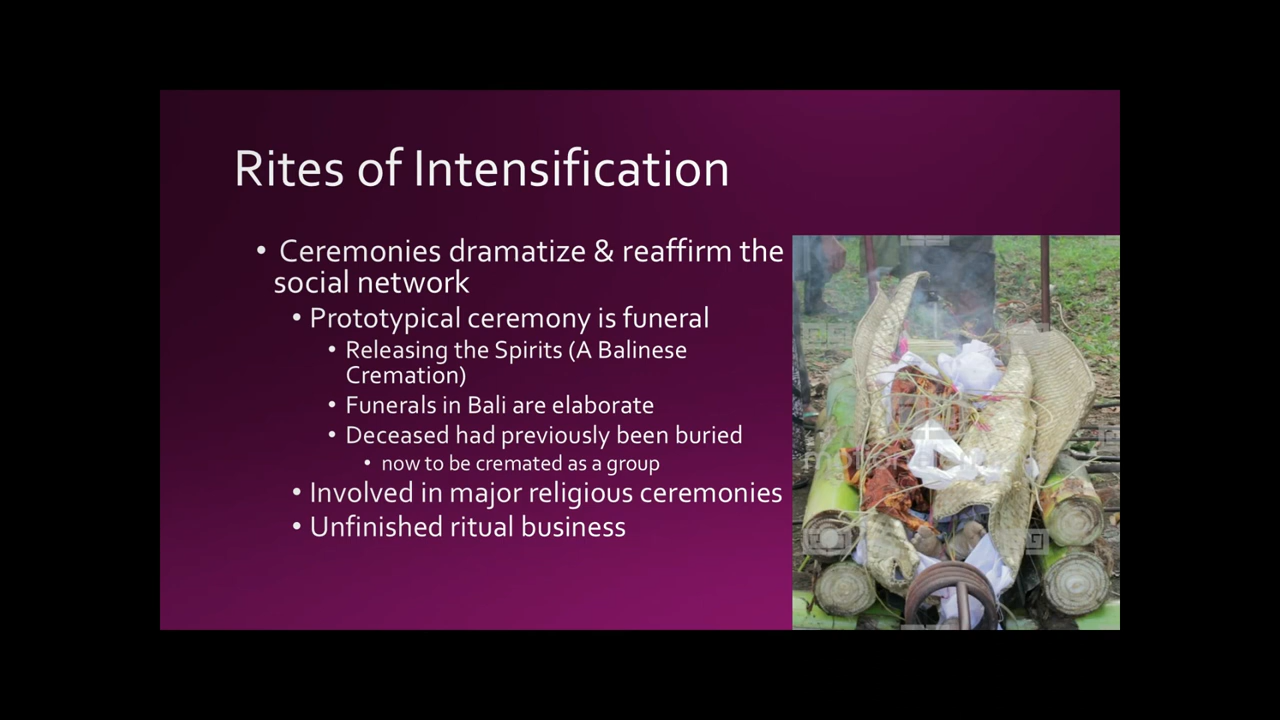 Rites of Intensification
• Ceremonies dramatize & reaffirm the
social network
• Prototypical ceremony is funeral
• Releasing the Spirits (A Balinese
Cremation)
• Funerals in Bali are elaborate
• Deceased had previously been buried
• now to be cremated as a group
• Involved in major religious ceremonies
• Unfinished ritual business